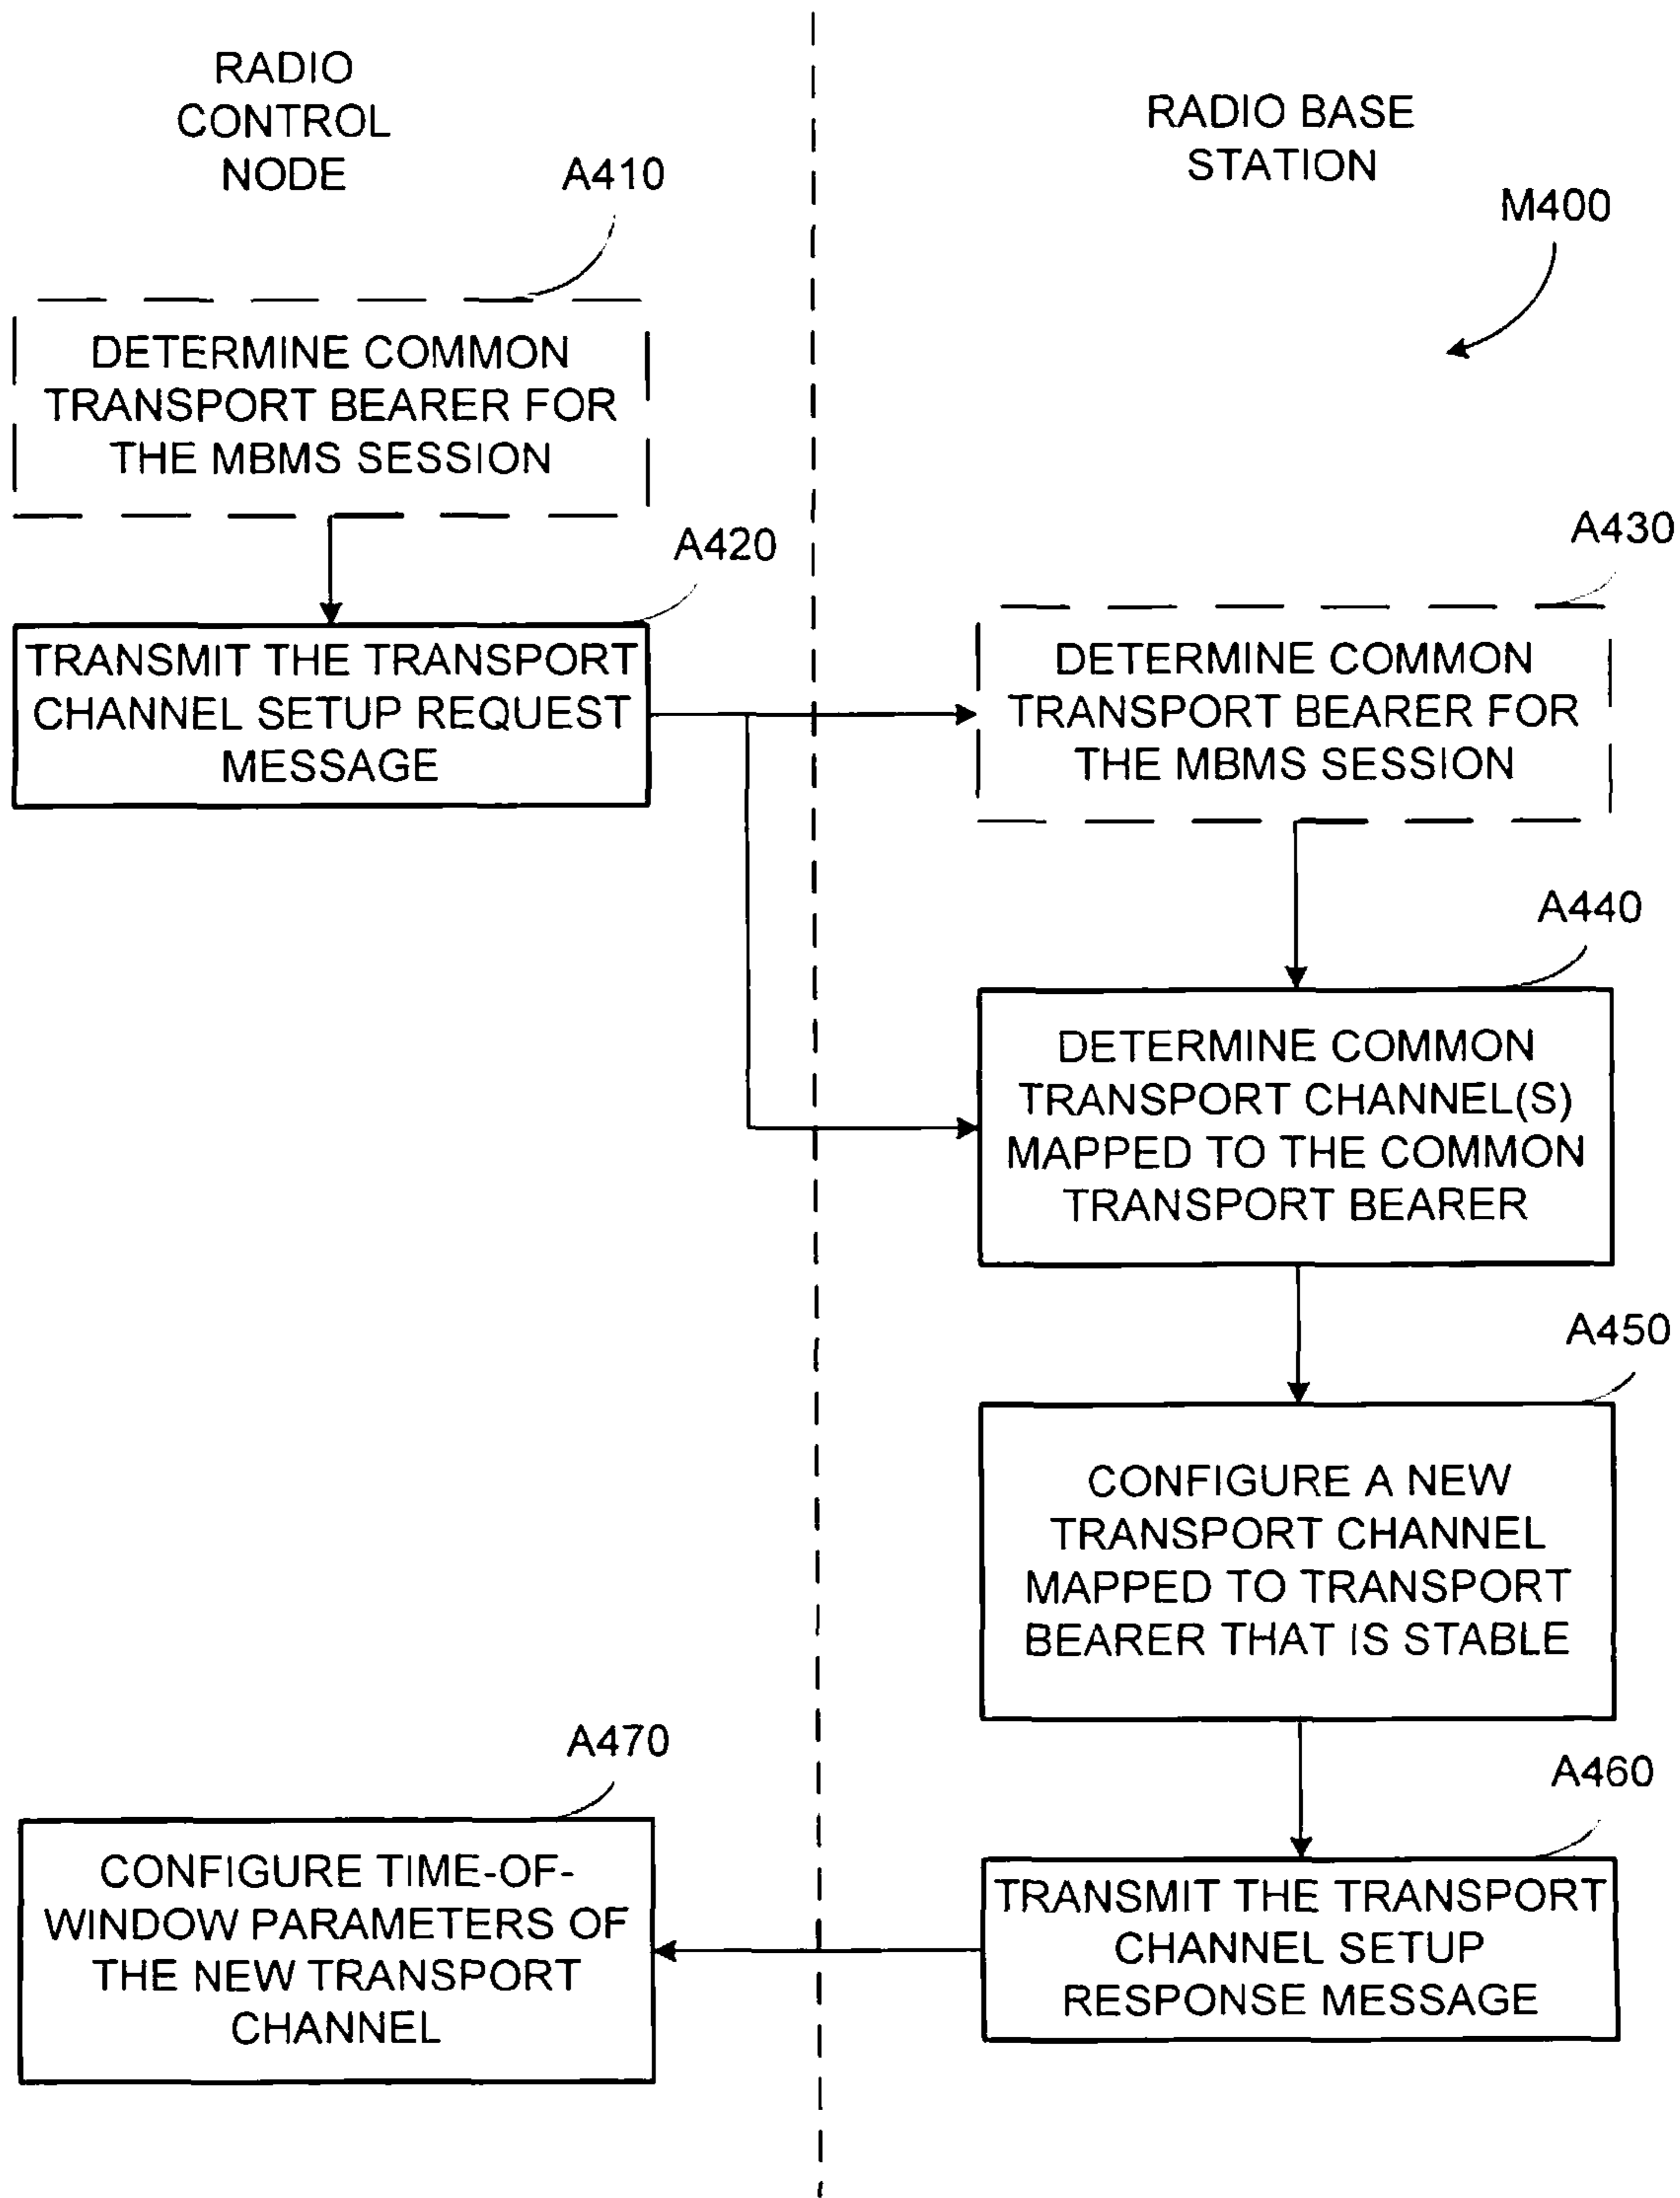 RADIO
CONTROL
NODE
RADIO BASE
STATION
M400
A410
DETERMINE COMMON
TRANSPORT BEARER FOR
THE MBMS SESSION
A420
TRANSMIT THE TRANSPORT
CHANNEL SETUP REQUEST
MESSAGE
A430
DETERMINE COMMON
TRANSPORT BEARER FOR
THE MBMS SESSION
A440
DETERMINE COMMON
TRANSPORT CHANNEL(S)
MAPPED TO THE COMMON
TRANSPORT BEARER
A450
CONFIGURE A NEW
TRANSPORT CHANNEL
MAPPED TO TRANSPORT
BEARER THAT IS STABLE
A460
TRANSMIT THE TRANSPORT
CHANNEL SETUP
RESPONSE MESSAGE
A470
CONFIGURE TIME-OF-
WINDOW PARAMETERS OF
THE NEW TRANSPORT
CHANNEL